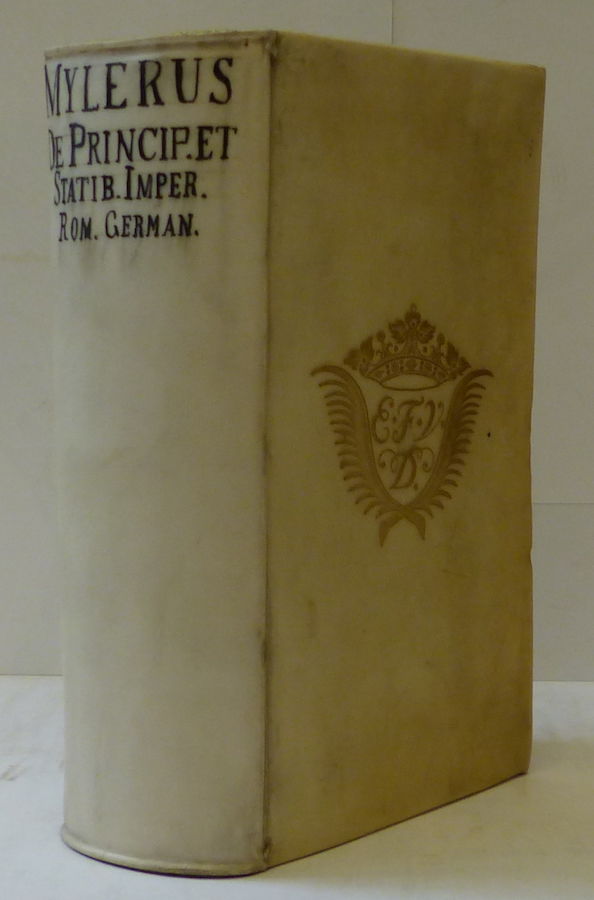 MYLERUS
DE PRINCIP. ET
STATIB. IMPER.
ROM. GERMAN.
E. F. V.
D.